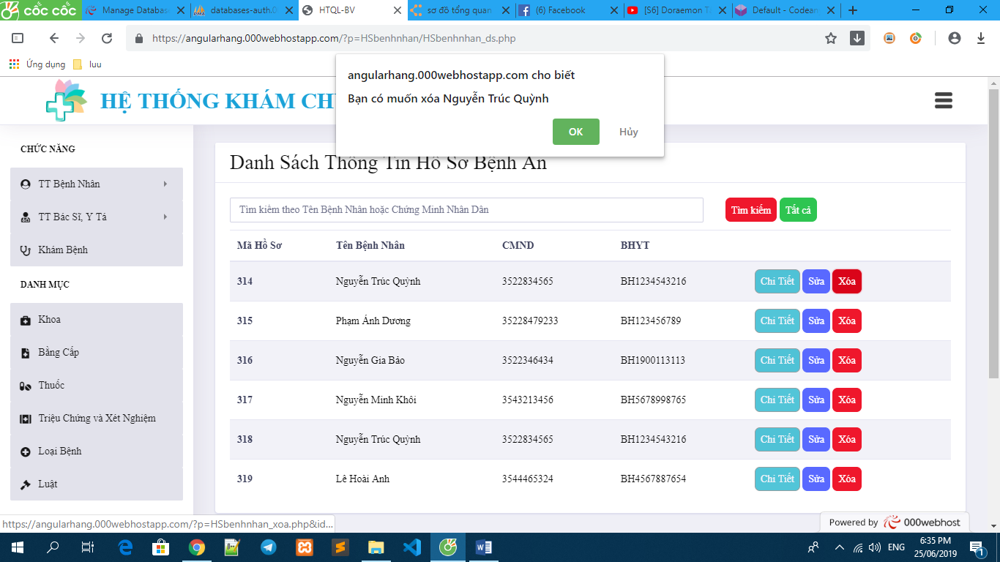 CỐC CỐC
Manage Databas
databases-auth.0
HTQL-BV
sơ đồ tổng quan
(6) Facebook
[S6] Doraemon T
Default - Codean
https://angularhang.000webhostapp.com/?p=HSbenhnhan/HSbenhnhan_ds.php
Ứng dụng
luu
angularhang.000webhostapp.com cho biết
Bạn có muốn xóa Nguyễn Trúc Quỳnh
OK
Hủy
HỆ THỐNG KHÁM CH
CHỨC NĂNG
TT Bệnh Nhân
TT Bác Sĩ, Y Tá
Khám Bệnh
DANH MỤC
Khoa
Bằng Cấp
Thuốc
Triệu Chứng và Xét Nghiệm
Loại Bệnh
Luật
Danh Sách Thông Tin Hồ Sơ Bệnh Án
Tìm kiếm theo Tên Bệnh Nhân hoặc Chứng Minh Nhân Dân
Tìm kiếm
Tất cả
Mã Hồ Sơ Tên Bệnh Nhân CMND BHYT
314 Nguyễn Trúc Quỳnh 3522834565 BH1234543216 Chi Tiết Sửa Xóa
315 Phạm Ánh Dương 35228479233 BH123456789 Chi Tiết Sửa Xóa
316 Nguyễn Gia Bảo 3522346434 BH1900113113 Chi Tiết Sửa Xóa
317 Nguyễn Minh Khôi 3543213456 BH5678998765 Chi Tiết Sửa Xóa
318 Nguyễn Trúc Quỳnh 3522834565 BH1234543216 Chi Tiết Sửa Xóa
319 Lê Hoài Anh 3544465324 BH4567887654 Chi Tiết Sửa Xóa
https://angularhang.000webhostapp.com/?p=HSbenhnhan_xoa.php&id...
Powered by 000webhost
ENG
6:35 PM
25/06/2019
1